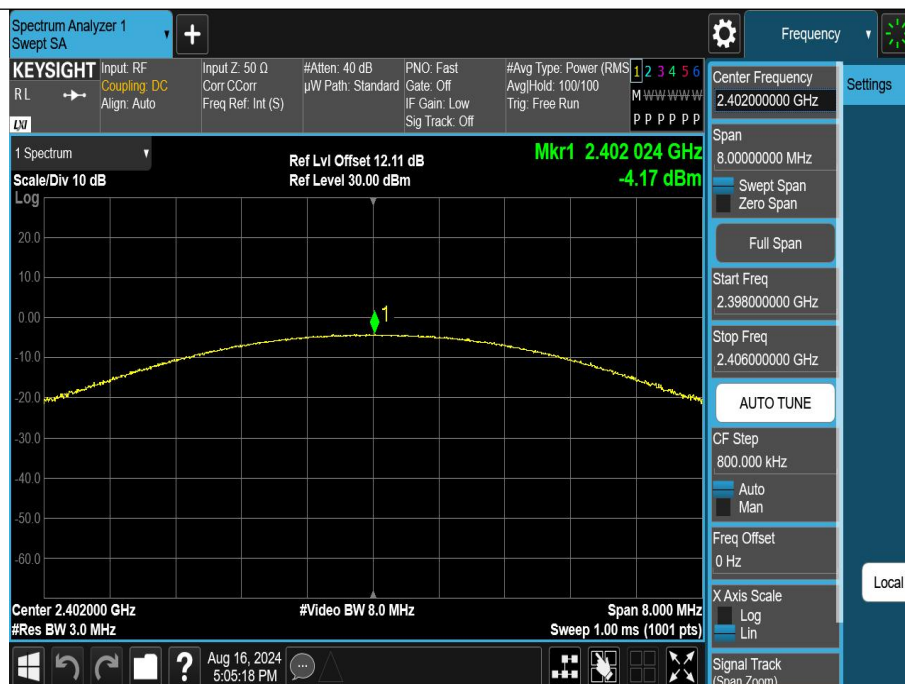 Spectrum Analyzer 1
Swept SA
+
Frequency
KEYSIGHT
RL
LXI
Input: RF
Coupling: DC
Align: Auto
Input Z: 50 Ω
Corr CCorr
Freq Ref: Int (S)
#Atten: 40 dB
µW Path: Standard
PNO: Fast
Gate: Off
IF Gain: Low
Sig Track: Off
#Avg Type: Power (RMS
Avg|Hold: 100/100
Trig: Free Run
1 2 3 4 5 6
M W W W W W
P P P P P P
1 Spectrum
Scale/Div 10 dB
Log
Ref Lvl Offset 12.11 dB
Ref Level 30.00 dBm
Mkr1 2.402 024 GHz
-4.17 dBm
20.0
10.0
0.00
1
-10.0
-20.0
-30.0
-40.0
-50.0
-60.0
Center 2.402000 GHz
#Video BW 8.0 MHz
Span 8.000 MHz
#Res BW 3.0 MHz
Sweep 1.00 ms (1001 pts)
?
Aug 16, 2024
5:05:18 PM
Center Frequency
2.402000000 GHz
Settings
Span
8.00000000 MHz
Swept Span
Zero Span
Full Span
Start Freq
2.398000000 GHz
Stop Freq
2.406000000 GHz
AUTO TUNE
CF Step
800.000 kHz
Auto
Man
Freq Offset
0 Hz
Local
X Axis Scale
Log
Lin
Signal Track
(Span Zoom)